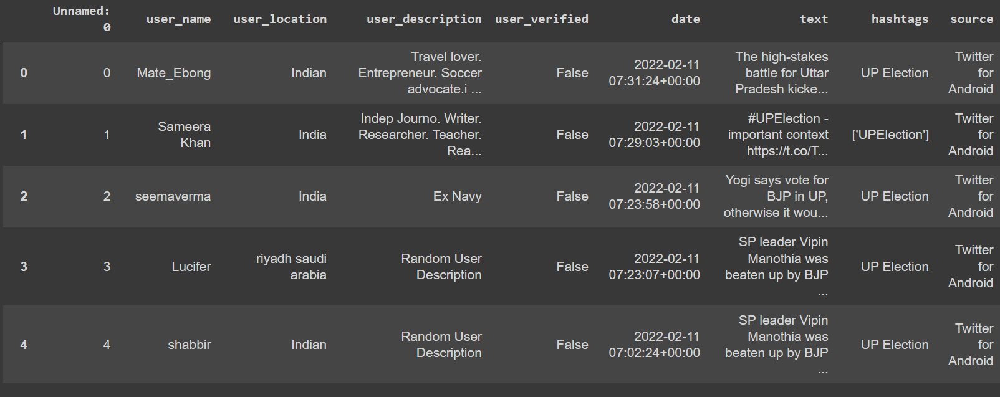 Unnamed: 0 user_name user_location user_description user_verified date text hashtags source
0 0 Mate_Ebong Indian Travel lover. Entrepreneur. Soccer advocate.i ... False 2022-02-11 07:31:24+00:00 The high-stakes battle for Uttar Pradesh kicke... UP Election Twitter for Android
1 1 Sameera Khan India Indep Journo. Writer. Researcher. Teacher. Rea... False 2022-02-11 07:29:03+00:00 #UPElection - important context https://t.co/T... ['UPElection'] Twitter for Android
2 2 seemaverma India Ex Navy False 2022-02-11 07:23:58+00:00 Yogi says vote for BJP in UP, otherwise it wou... UP Election Twitter for Android
3 3 Lucifer riyadh saudi arabia Random User Description False 2022-02-11 07:23:07+00:00 SP leader Vipin Manothia was beaten up by BJP ... UP Election Twitter for Android
4 4 shabbir Indian Random User Description False 2022-02-11 07:02:24+00:00 SP leader Vipin Manothia was beaten up by BJP ... UP Election Twitter for Android